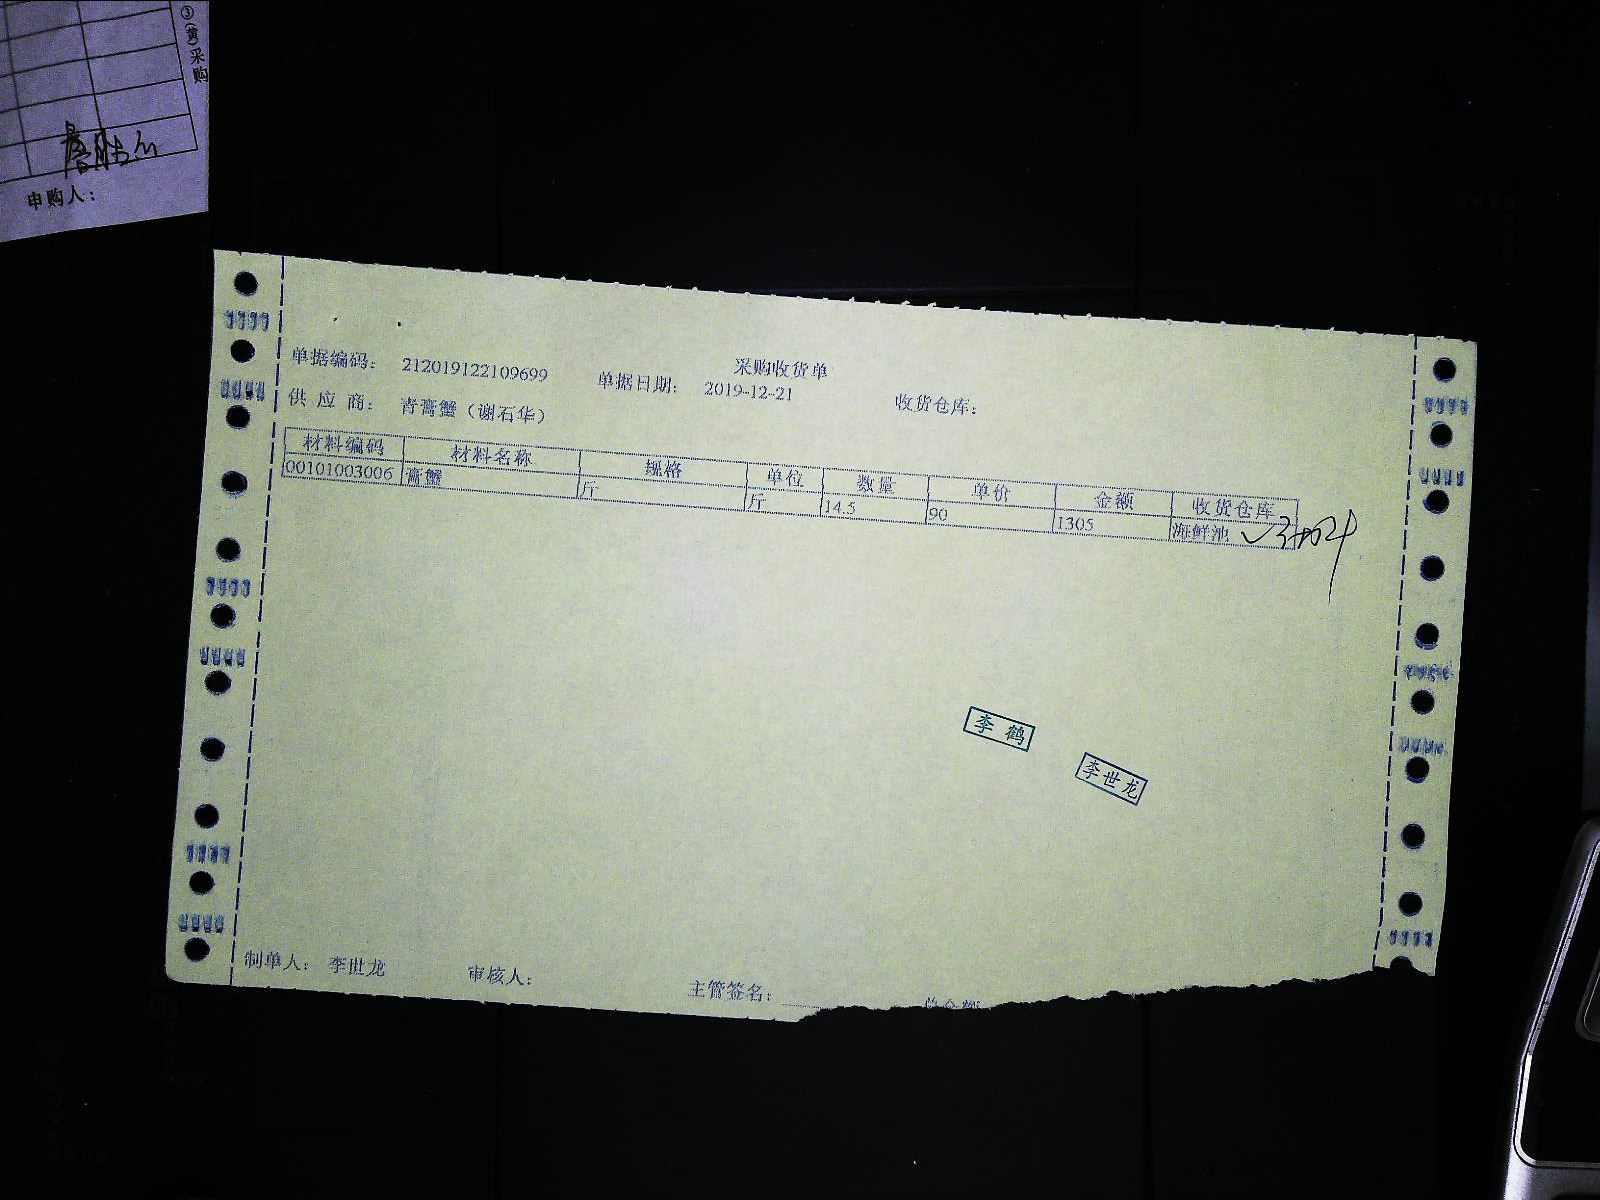 ③(黄)采购
申购人：
采购收货单
单据编码： 212019122109699 单据日期： 2019-12-21 收货仓库：
供 应 商： 青膏蟹（谢石华）
材料编码 材料名称 规格 单位 数量 单价 金额 收货仓库
00101003006 膏蟹 斤 斤 14.5 90 1305 海鲜池
李鹤
李世龙
制单人： 李世龙 审核人： 主管签名： 总金额